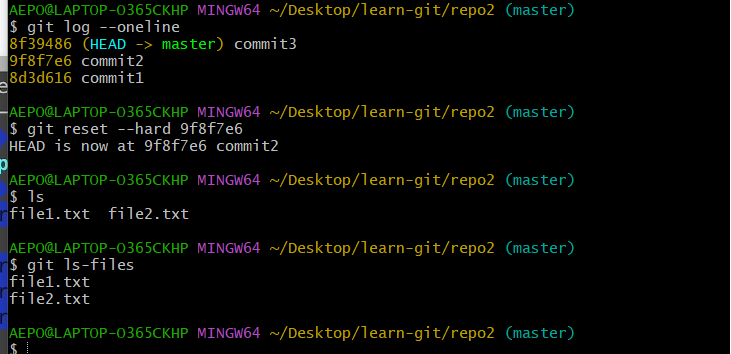 AEPO@LAPTOP-O365CKHP MINGW64 ~/Desktop/learn-git/repo2 (master)
$ git log --oneline
8f39486 (HEAD -> master) commit3
9f8f7e6 commit2
8d3d616 commit1
AEPO@LAPTOP-O365CKHP MINGW64 ~/Desktop/learn-git/repo2 (master)
$ git reset --hard 9f8f7e6
HEAD is now at 9f8f7e6 commit2
AEPO@LAPTOP-O365CKHP MINGW64 ~/Desktop/learn-git/repo2 (master)
$ ls
file1.txt  file2.txt
AEPO@LAPTOP-O365CKHP MINGW64 ~/Desktop/learn-git/repo2 (master)
$ git ls-files
file1.txt
file2.txt
AEPO@LAPTOP-O365CKHP MINGW64 ~/Desktop/learn-git/repo2 (master)
$